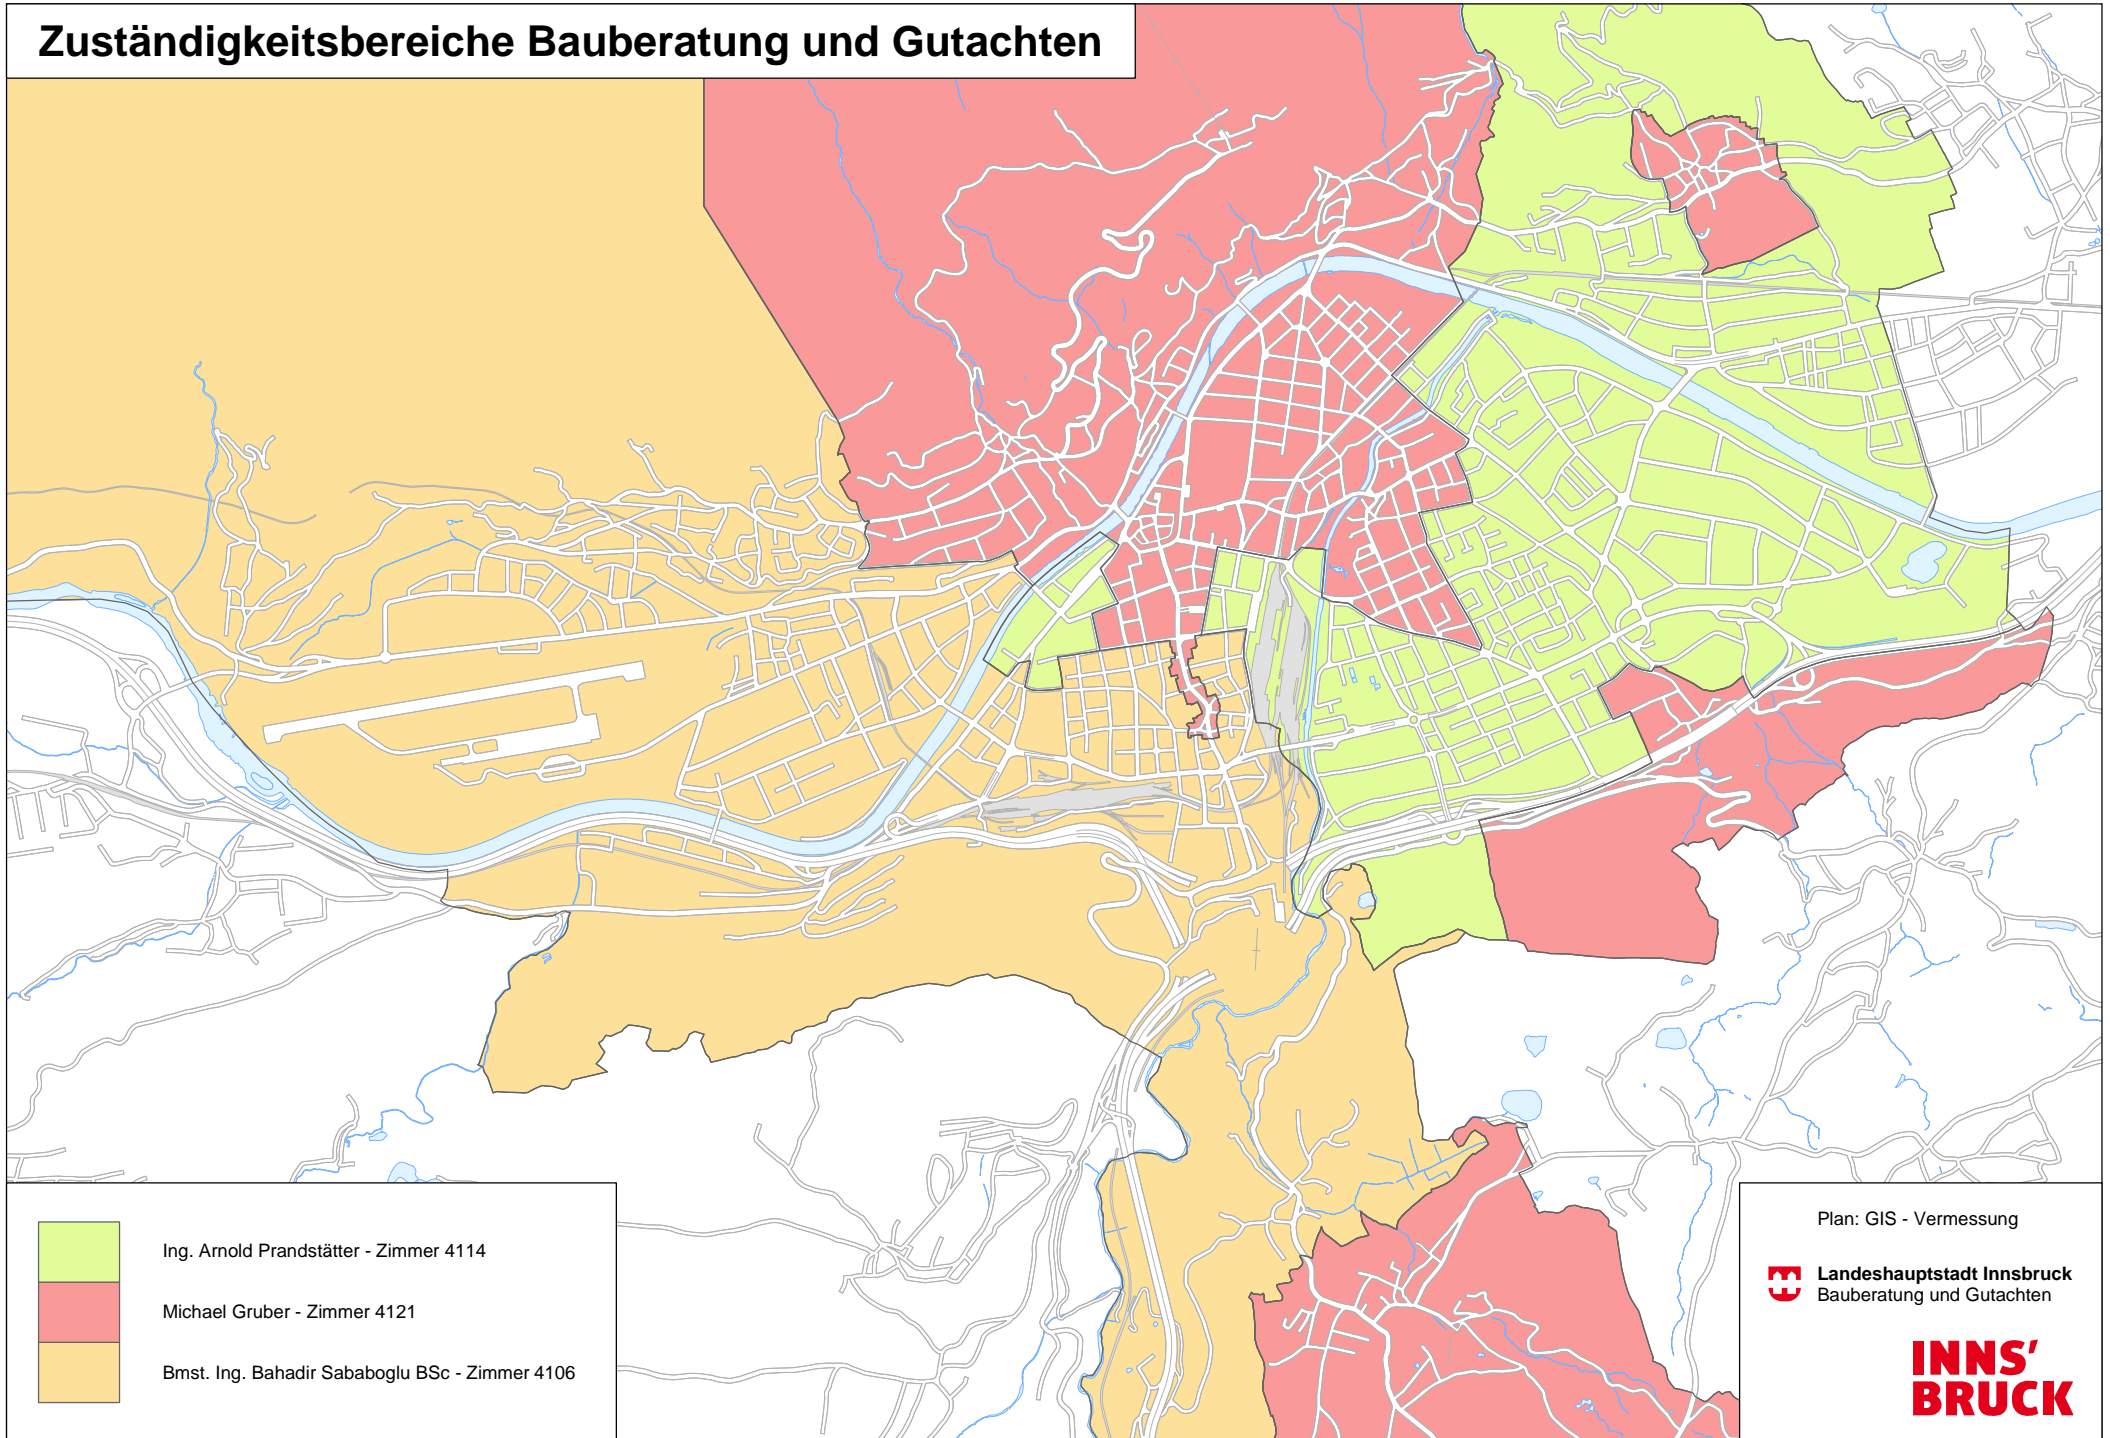 Zuständigkeitsbereiche Bauberatung und Gutachten
Ing. Arnold Prandstätter - Zimmer 4114
Michael Gruber - Zimmer 4121
Bmst. Ing. Bahadir Sababoglu BSc - Zimmer 4106
Plan: GIS - Vermessung
Landeshauptstadt Innsbruck
Bauberatung und Gutachten
INNS'
BRUCK